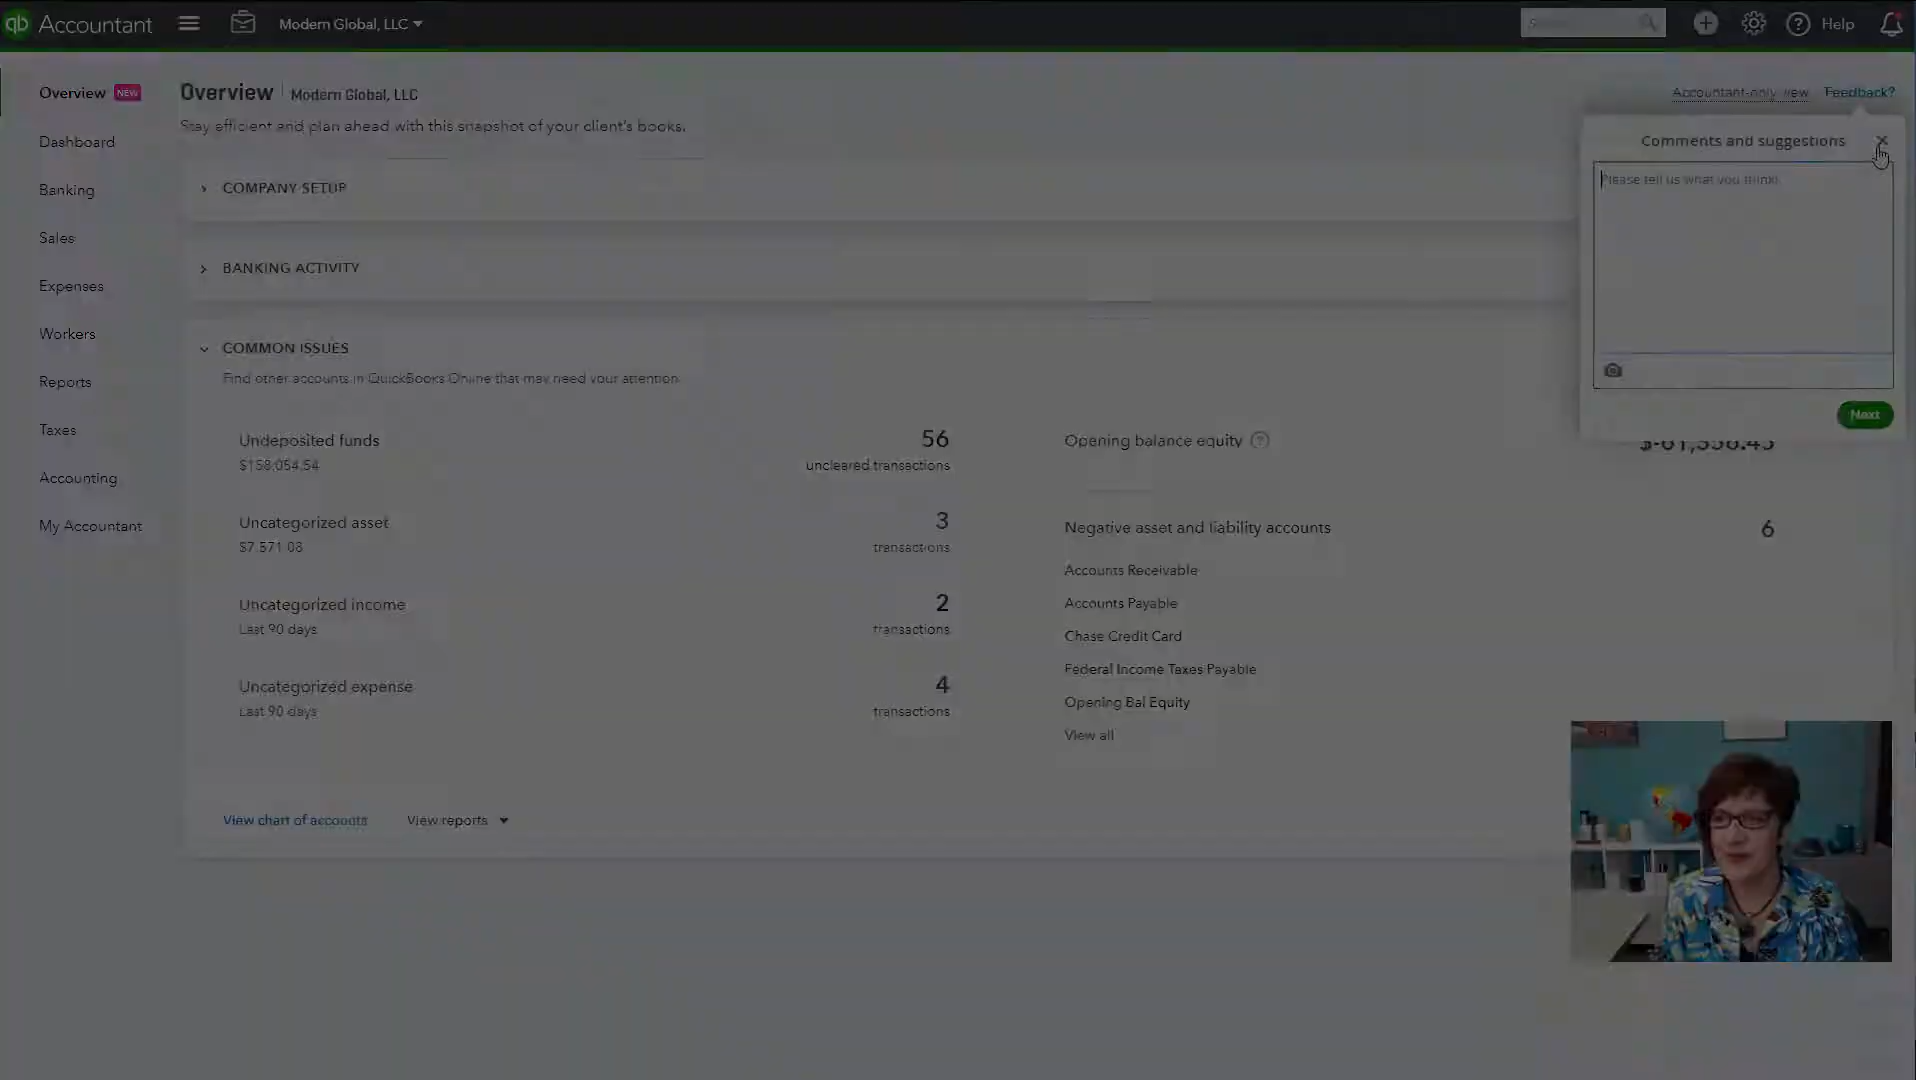 qb Accountant
Modern Global, LLC
Help
Overview NEW
Dashboard
Banking
Sales
Expenses
Workers
Reports
Taxes
Accounting
My Accountant
Overview
Modern Global, LLC
Accountant-only view
Feedback?
Stay efficient and plan ahead with this snapshot of your client's books.
Comments and suggestions
Please tell us what you think!
Next
COMPANY SETUP
BANKING ACTIVITY
COMMON ISSUES
Find other accounts in QuickBooks Online that may need your attention.
Undeposited funds
$158,054.54
56
uncleared transactions
Uncategorized asset
$7,571.08
3
transactions
Uncategorized income
Last 90 days
2
transactions
Uncategorized expense
Last 90 days
4
transactions
Opening balance equity
Negative asset and liability accounts
6
Accounts Receivable
Accounts Payable
Chase Credit Card
Federal Income Taxes Payable
Opening Bal Equity
View all
View chart of accounts
View reports